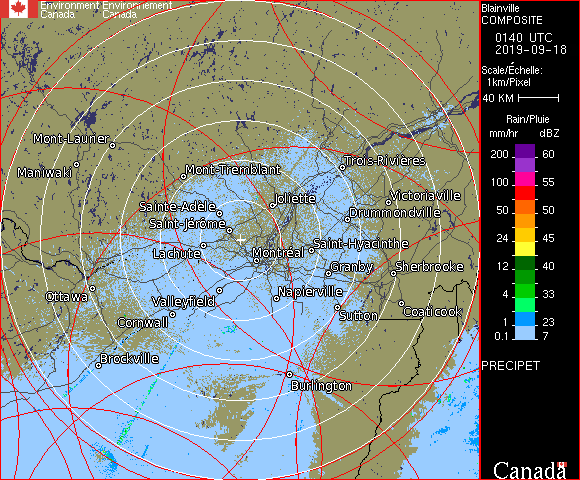 Environment Environnement
Canada Canada
Blainville
COMPOSITE
0140 UTC
2019-09-18
Scale/Échelle:
1km/Pixel
40 KM
Rain/Pluie
mm/hr dBZ
200 60
100 55
50 50
24 45
12 40
4 33
1 23
0.1 7
PRECIPET
Canada
Mont-Laurier
Maniwaki
Mont-Tremblant
Trois-Rivières
Joliette
Victoriaville
Sainte-Adèle
Drummondville
Saint-Jérôme
Lachute
Montréal
Saint-Hyacinthe
Granby
Sherbrooke
Ottawa
Valleyfield
Napierville
Sutton
Coaticook
Cornwall
Brockville
Burlington